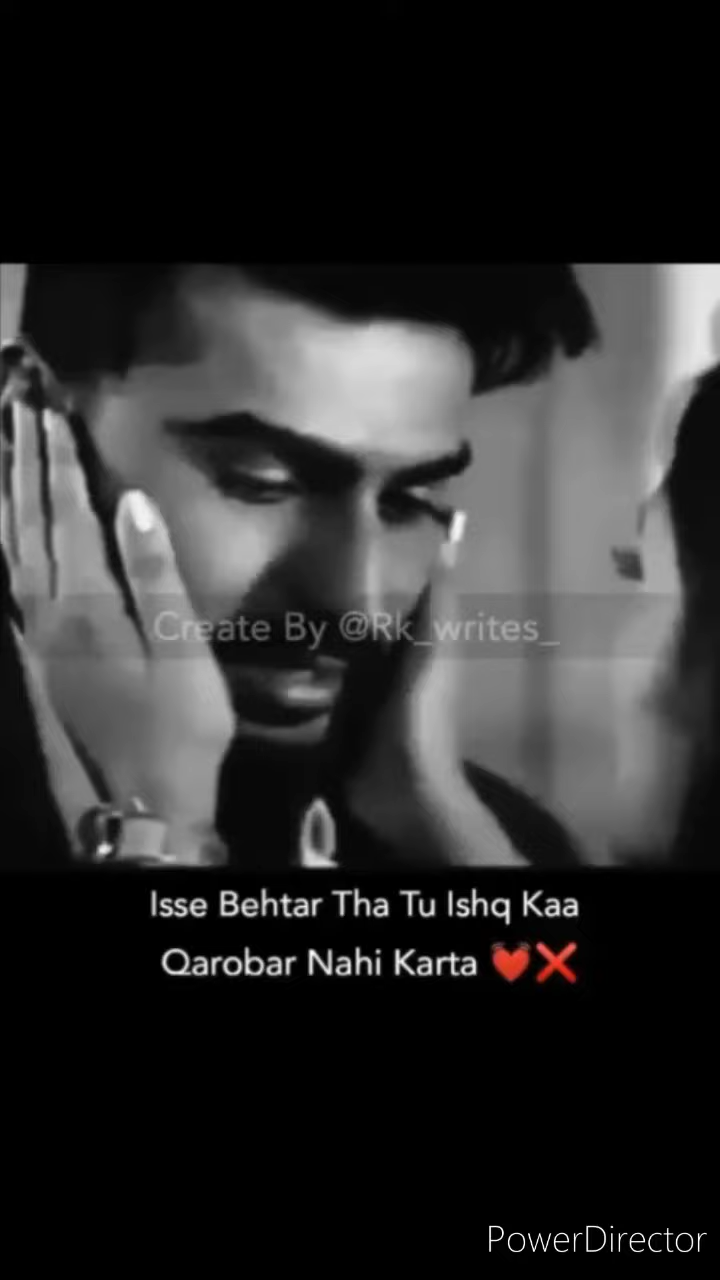 Create By @Rk_writes_
Isse Behtar Tha Tu Ishq Kaa
Qarobar Nahi Karta 💓❌
PowerDirector